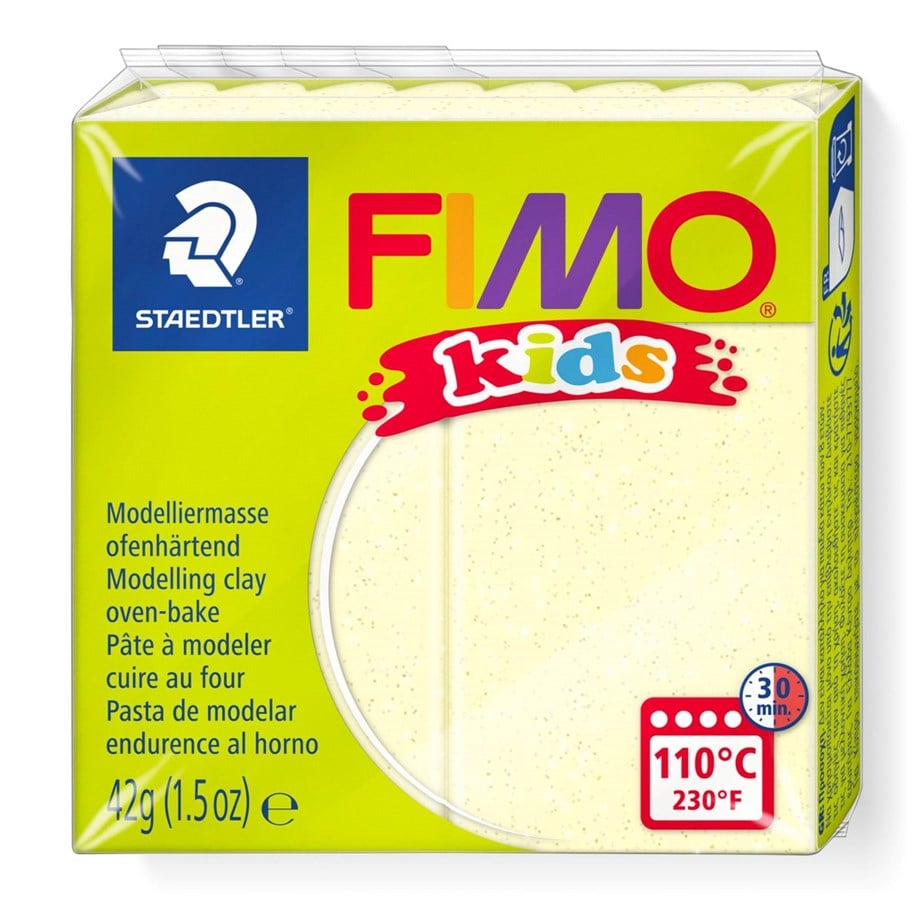 STAEDTLER®
FIMO®
kids
Modelliermasse
ofenhärtend
Modelling clay
oven-bake
Pâte à modeler
cuire au four
Pasta de modelar
endurence al horno
42g (1.5 oz) ℮
30
min.
110°C
230°F